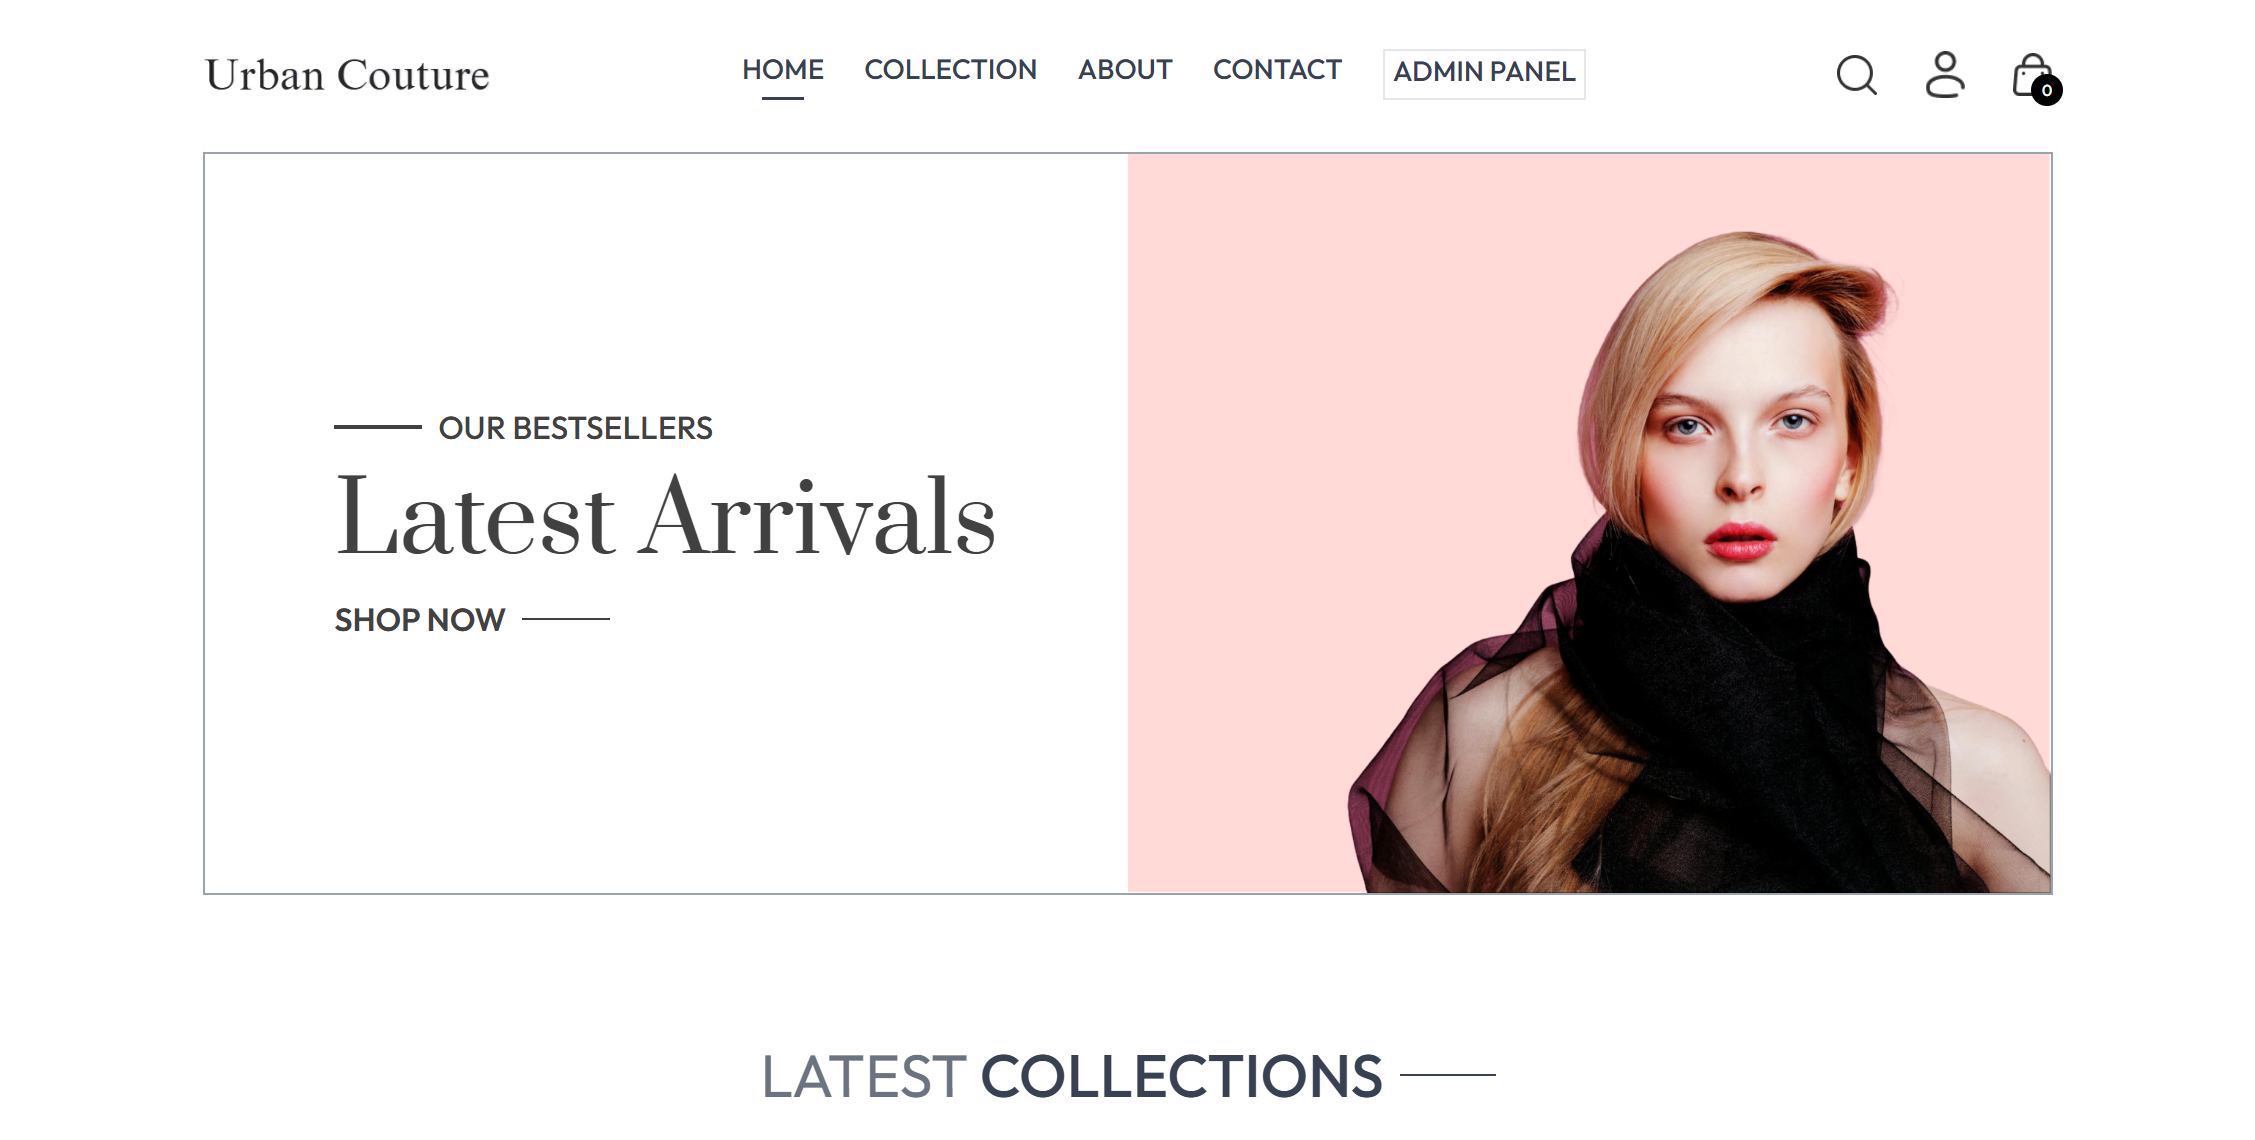 Urban Couture
HOME COLLECTION ABOUT CONTACT ADMIN PANEL
0
OUR BESTSELLERS
Latest Arrivals
SHOP NOW
LATEST COLLECTIONS